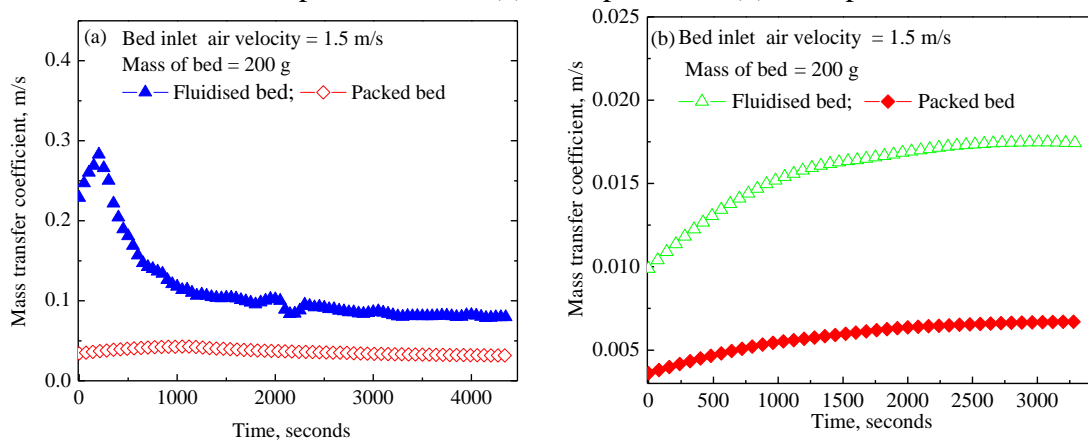 (a) Bed inlet air velocity = 1.5 m/s
Mass of bed = 200 g
Fluidised bed; Packed bed
Mass transfer coefficient, m/s
0.4
0.3
0.2
0.1
0.0
0 1000 2000 3000 4000
Time, seconds
(b) Bed inlet air velocity = 1.5 m/s
Mass of bed = 200 g
Fluidised bed; Packed bed
Mass transfer coefficient, m/s
0.025
0.020
0.015
0.010
0.005
0 500 1000 1500 2000 2500 3000
Time, seconds